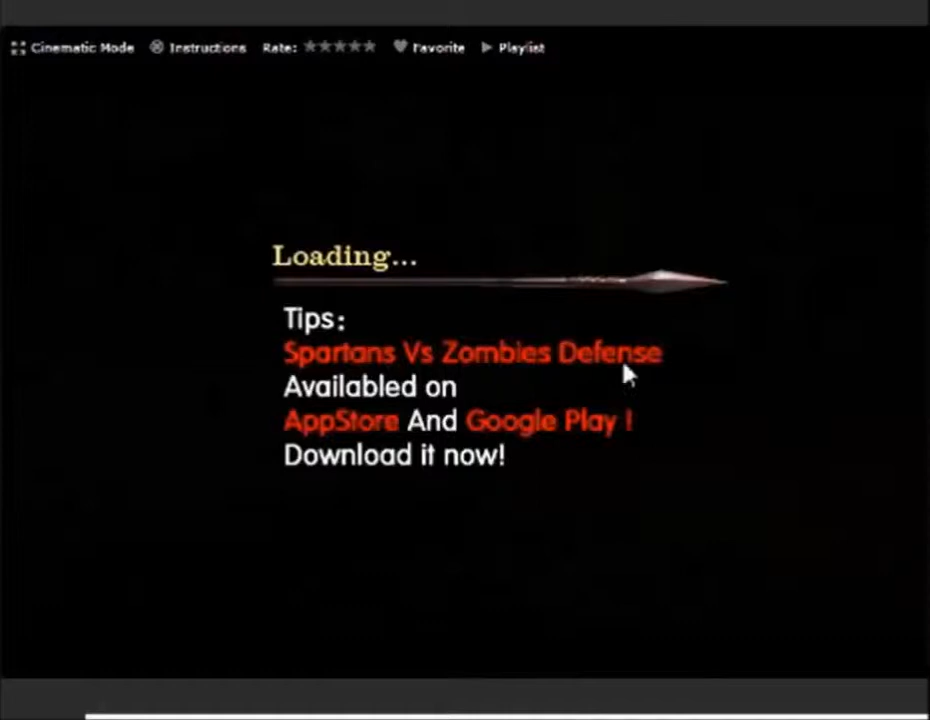 Cinematic Mode Instructions Rate: Favorite Playlist
Loading...
Tips:
Spartans Vs Zombies Defense
Availabled on
AppStore And Google Play !
Download it now!